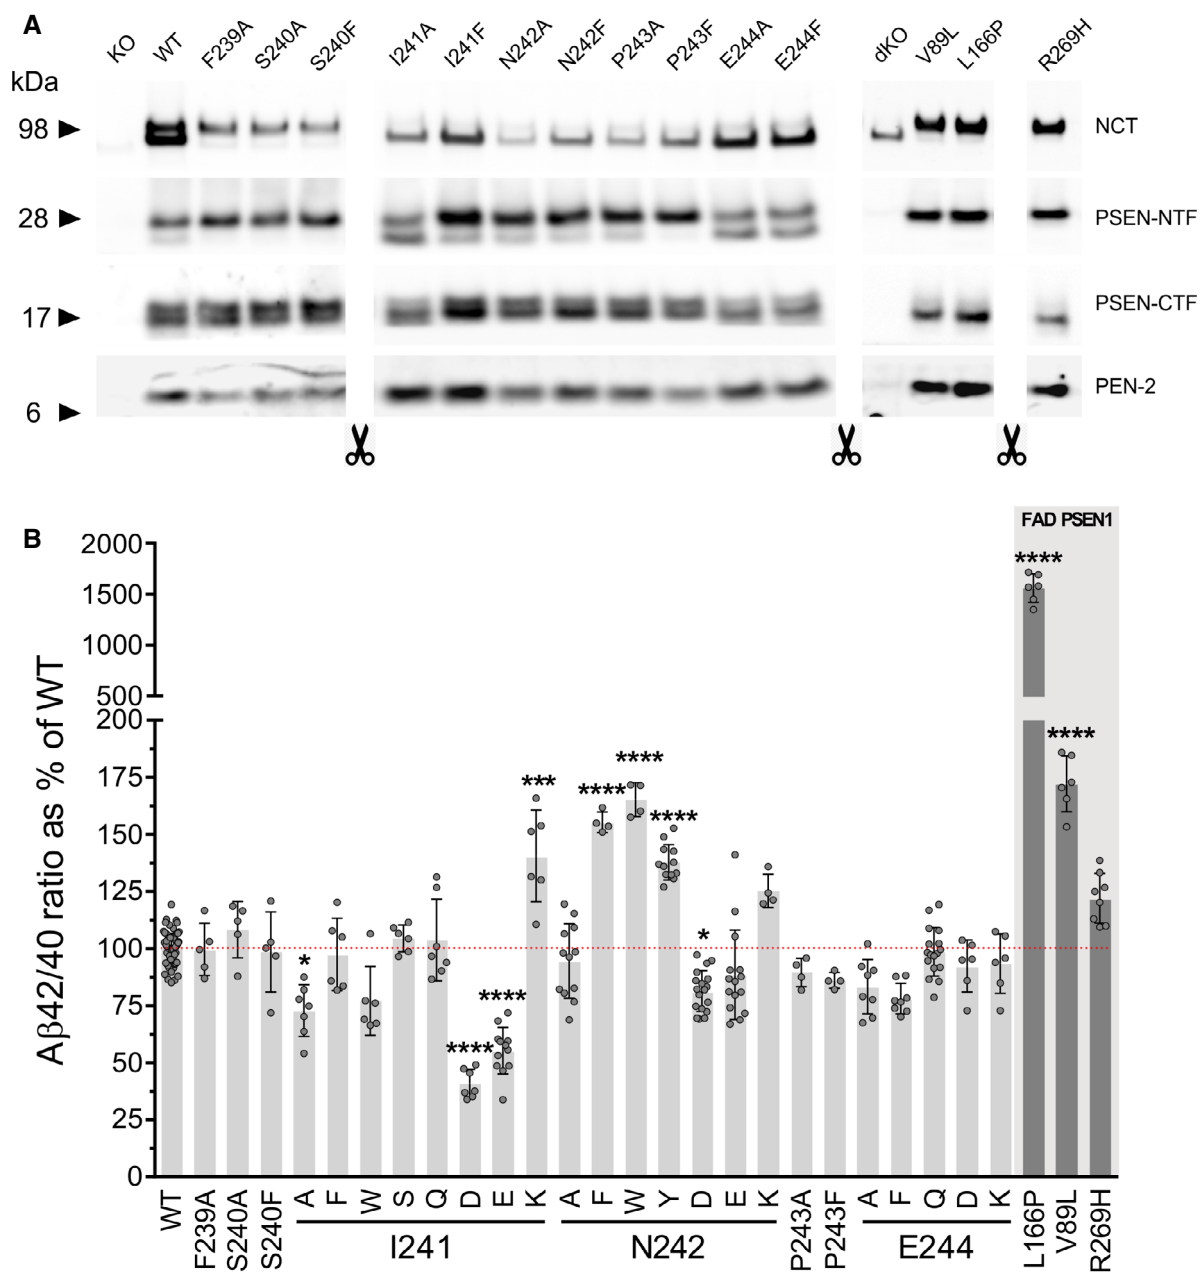 A
KO WT F239A S240A S240F I241A I241F N242A N242F P243A P243F E244A E244F dKO V89L L166P R269H
kDa
98 NCT
28 PSEN-NTF
17 PSEN-CTF
6 PEN-2
B
FAD PSEN1
Aβ42/40 ratio as % of WT
2000
1500
1000
500
200
175
150
125
100
75
50
25
0
****
****
****
****
***
****
*
*
****
****
WT F239A S240A S240F A F W S Q D E K A F W Y D E K P243A P243F A F Q D K L166P V89L R269H
I241 N242 E244